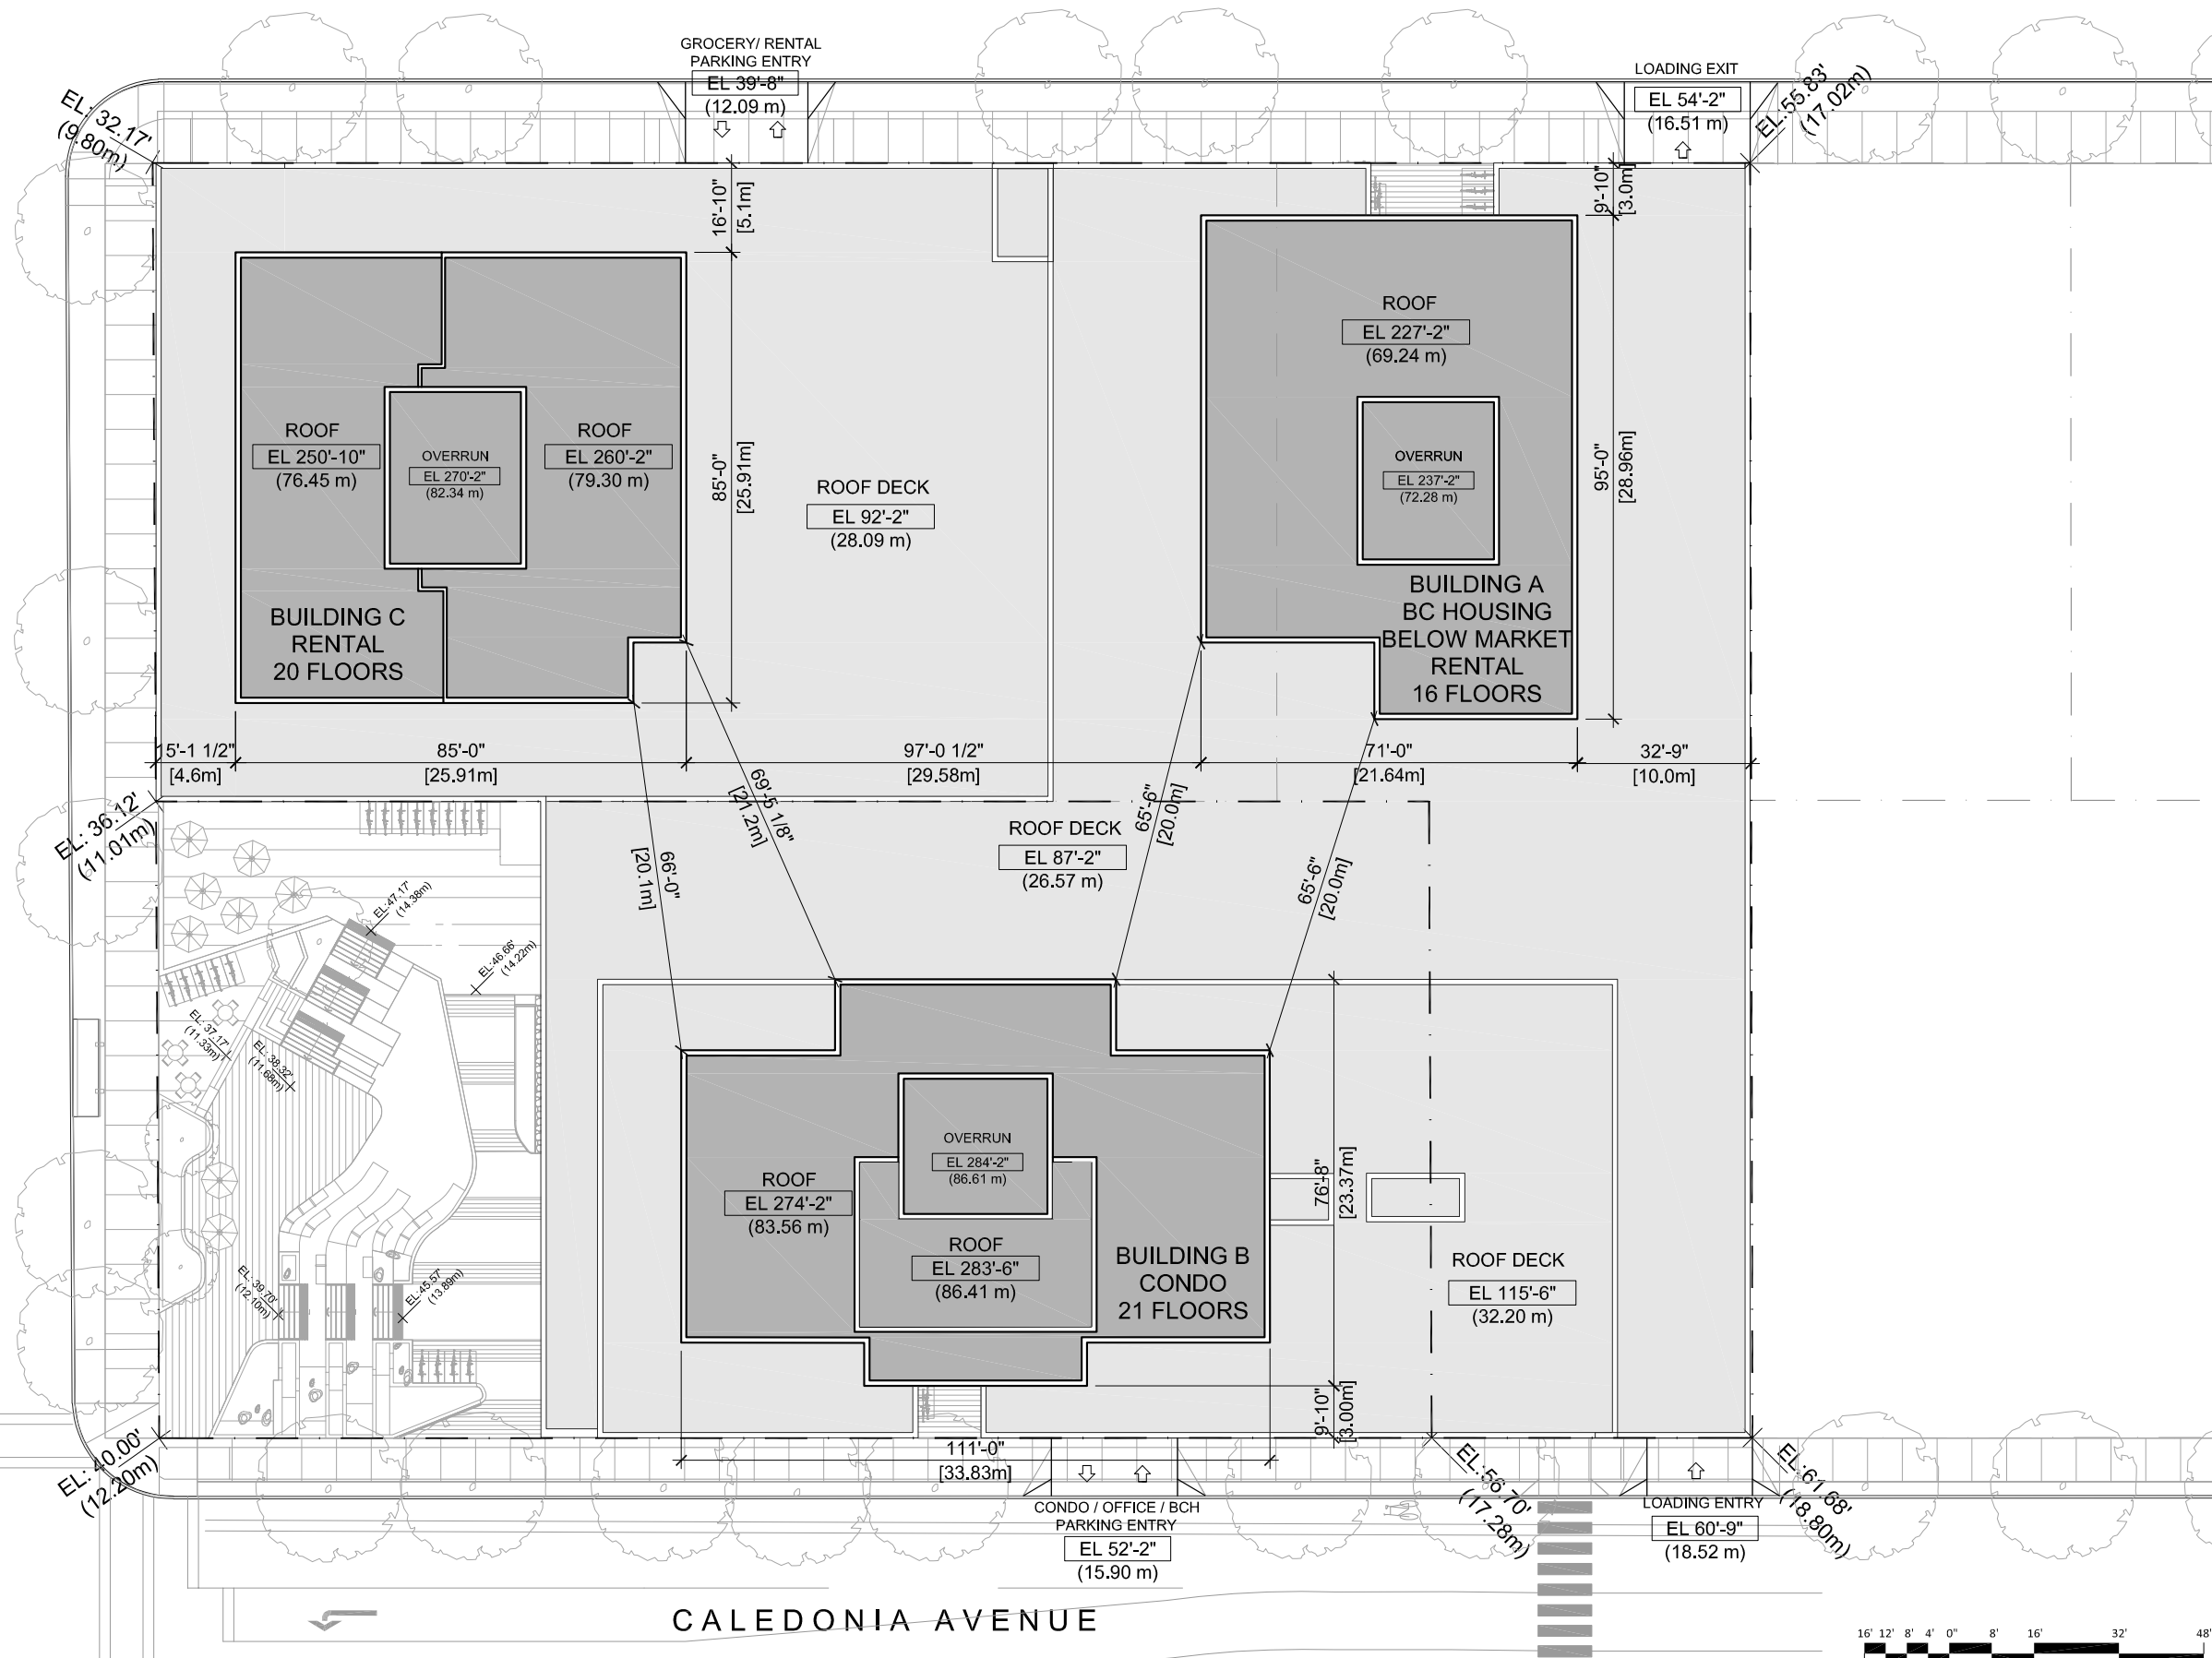 GROCERY/ RENTAL
PARKING ENTRY
EL 39'-8"
(12.09 m)
LOADING EXIT
EL 54'-2"
(16.51 m)
EL:55.83'
(17.02m)
EL: 32.17'
(9.80m)
16'-10"
[5.1m]
9'-10"
[3.0m]
ROOF
EL 250'-10"
(76.45 m)
OVERRUN
EL 270'-2"
(82.34 m)
ROOF
EL 260'-2"
(79.30 m)
BUILDING C
RENTAL
20 FLOORS
85'-0"
[25.91m]
ROOF DECK
EL 92'-2"
(28.09 m)
ROOF
EL 227'-2"
(69.24 m)
OVERRUN
EL 237'-2"
(72.28 m)
BUILDING A
BC HOUSING
BELOW MARKET
RENTAL
16 FLOORS
95'-0"
[28.96m]
15'-1 1/2"
[4.6m]
85'-0"
[25.91m]
97'-0 1/2"
[29.58m]
71'-0"
[21.64m]
32'-9"
[10.0m]
69'-5 1/8"
[21.2m]
66'-0"
[20.1m]
65'-6"
[20.0m]
65'-6"
[20.0m]
EL: 36.12'
(11.01m)
ROOF DECK
EL 87'-2"
(26.57 m)
EL:47.17'
(14.38m)
EL:46.66'
(14.22m)
EL: 37.17'
(11.33m)
EL: 38.32'
(11.68m)
EL: 39.70'
(12.10m)
EL:45.57'
(13.89m)
OVERRUN
EL 284'-2"
(86.61 m)
ROOF
EL 274'-2"
(83.56 m)
ROOF
EL 283'-6"
(86.41 m)
BUILDING B
CONDO
21 FLOORS
76'-8"
[23.37m]
ROOF DECK
EL 115'-6"
(32.20 m)
9'-10"
[3.00m]
111'-0"
[33.83m]
EL: 40.00'
(12.20m)
CONDO / OFFICE / BCH
PARKING ENTRY
EL 52'-2"
(15.90 m)
EL:56.70'
(17.28m)
LOADING ENTRY
EL 60'-9"
(18.52 m)
EL:61.68'
(18.80m)
CALEDONIA AVENUE
16' 12' 8' 4' 0" 8' 16' 32' 48'